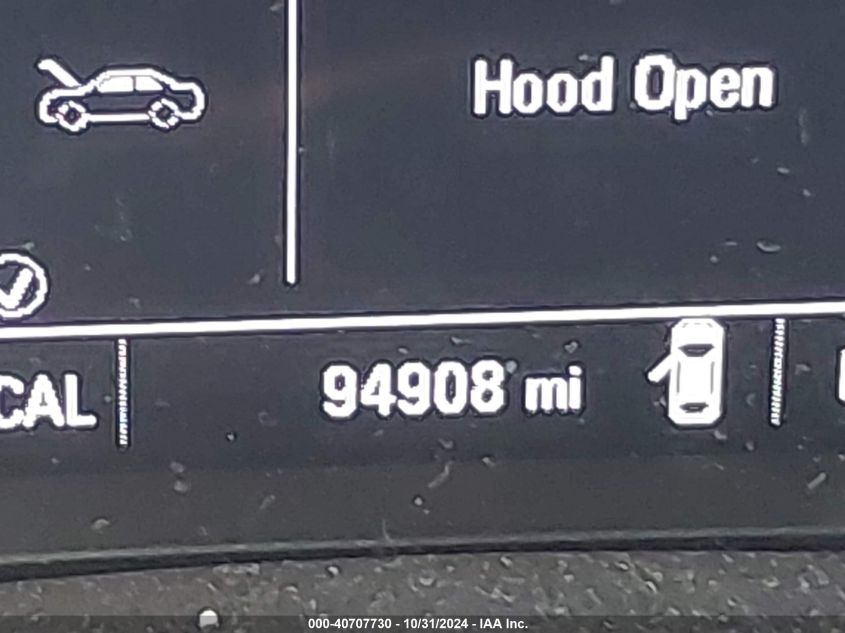 Hood Open
CAL
94908 mi
000-40707730 - 10/31/2024 - IAA Inc.